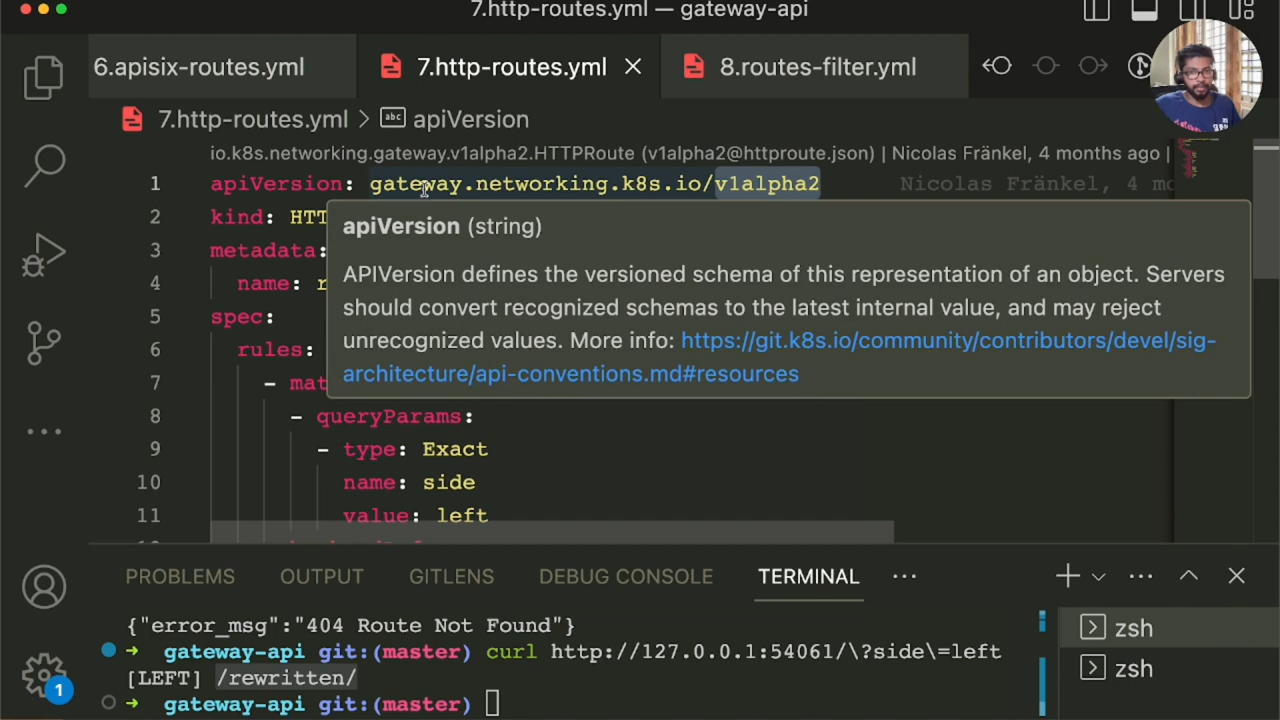 7.http-routes.yml — gateway-api
6.apisix-routes.yml 7.http-routes.yml 8.routes-filter.yml
7.http-routes.yml > abc apiVersion
io.k8s.networking.gateway.v1alpha2.HTTPRoute (v1alpha2@httproute.json) | Nicolas Fränkel, 4 months ago |
1 apiVersion: gateway.networking.k8s.io/v1alpha2 Nicolas Fränkel, 4 mo
2 kind: HTT
3 metadata:
4 name: r
5 spec:
6 rules:
7 - mat
8 - queryParams:
9 - type: Exact
10 name: side
11 value: left
apiVersion (string)
APIVersion defines the versioned schema of this representation of an object. Servers
should convert recognized schemas to the latest internal value, and may reject
unrecognized values. More info: https://git.k8s.io/community/contributors/devel/sig-
architecture/api-conventions.md#resources
PROBLEMS OUTPUT GITLENS DEBUG CONSOLE TERMINAL ...
{"error_msg":"404 Route Not Found"}
➜ gateway-api git:(master) curl http://127.0.0.1:54061/\?side\=left
[LEFT] /rewritten/
➜ gateway-api git:(master)
zsh
zsh
1